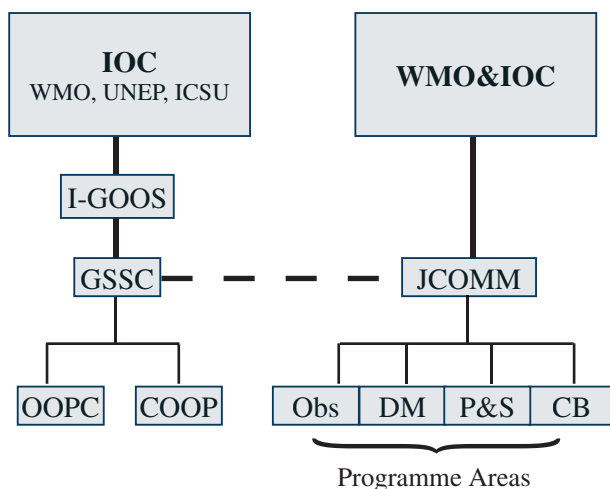 IOC
WMO, UNEP, ICSU
WMO&IOC
I-GOOS
GSSC
JCOMM
OOPC
COOP
Obs
DM
P&S
CB
Programme Areas